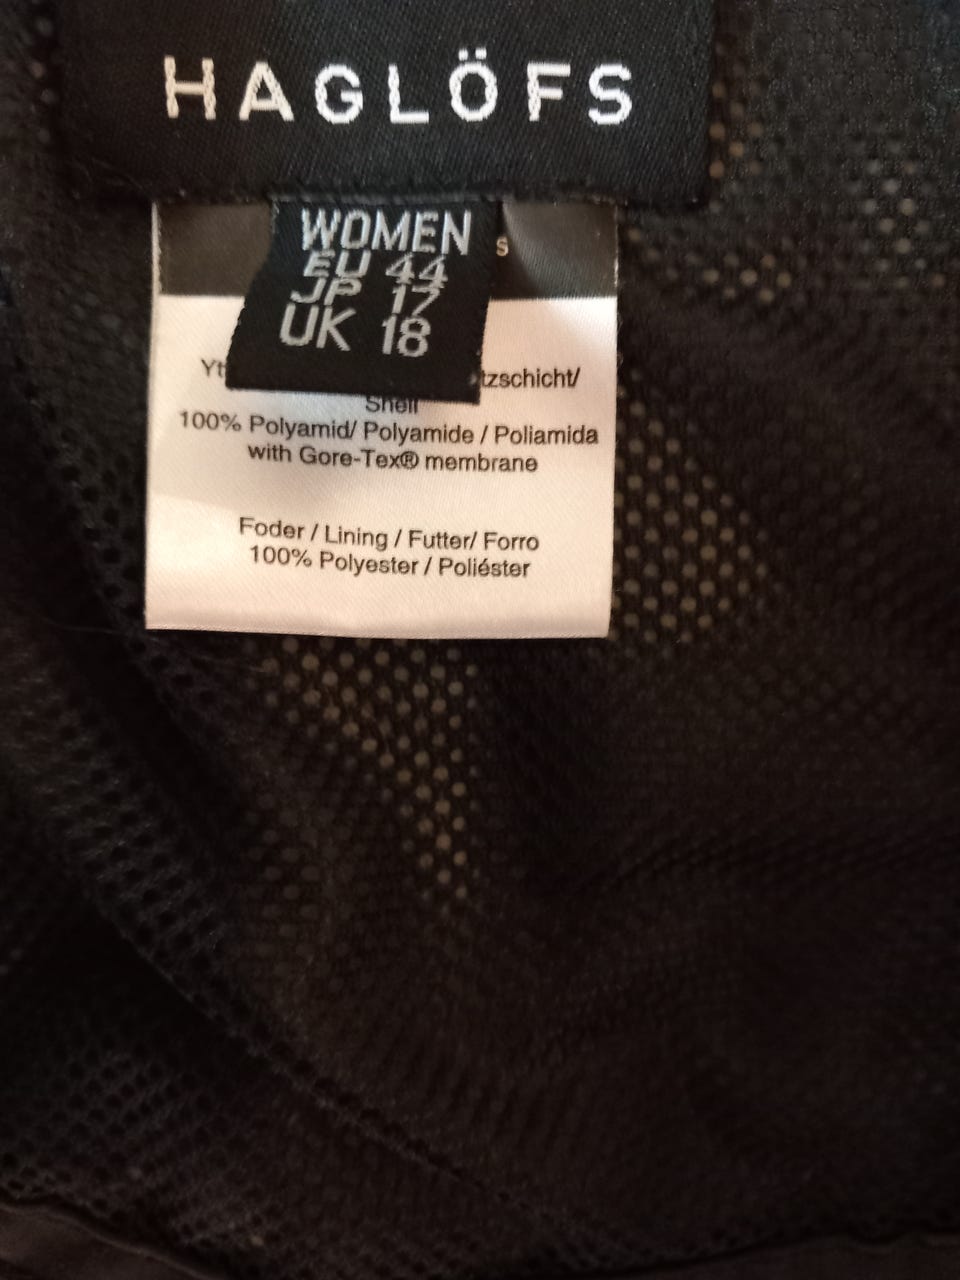 HAGLÖFS
WOMEN
EU 44
JP 17
UK 18
S
Yt
tzschicht/
Shell
100% Polyamid/ Polyamide / Poliamida
with Gore-Tex® membrane
Foder / Lining / Futter/ Forro
100% Polyester / Poliéster